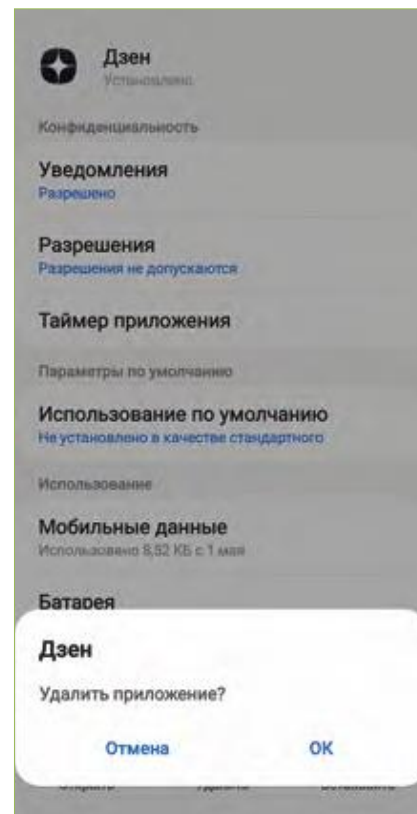 Дзен
Установлено
Конфиденциальность
Уведомления
Разрешено
Разрешения
Разрешения не допускаются
Таймер приложения
Параметры по умолчанию
Использование по умолчанию
Не установлено в качестве стандартного
Использование
Мобильные данные
Использовано 8,52 КБ с 1 мая
Батарея
Дзен
Удалить приложение?
Отмена OK